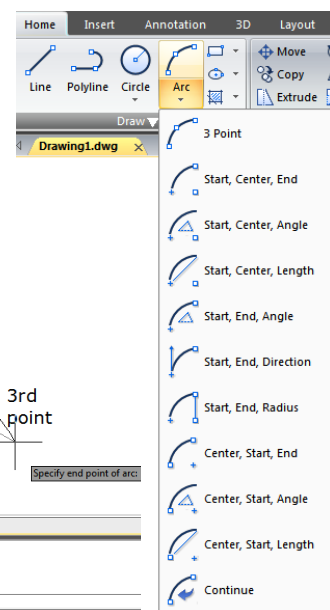 Home Insert Annotation 3D Layout
Line Polyline Circle Arc
Move
Copy
Extrude
Draw
Drawing1.dwg
3 Point
Start, Center, End
Start, Center, Angle
Start, Center, Length
Start, End, Angle
Start, End, Direction
Start, End, Radius
Center, Start, End
Center, Start, Angle
Center, Start, Length
Continue
3rd
point
Specify end point of arc: